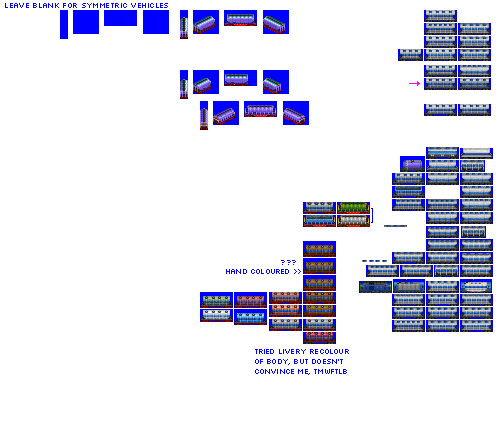 LEAVE BLANK FOR SYMMETRIC VEHICLES
???
HAND COLOURED >>
TRIED LIVERY RECOLOUR
OF BODY, BUT DOESN'T
CONVINCE ME, TMWFTLB